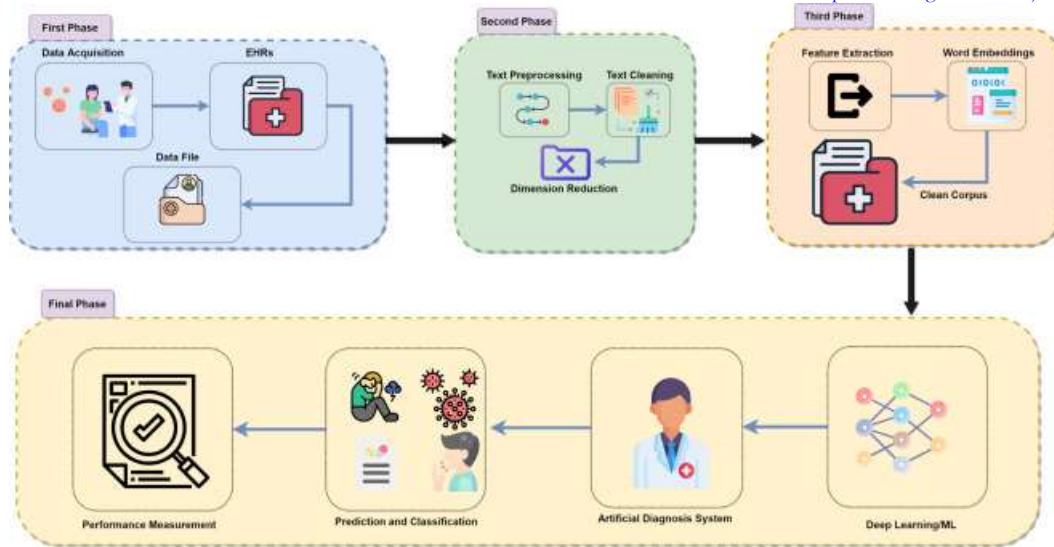 First Phase
Data Acquisition
EHRs
Data File
Second Phase
Text Preprocessing
Text Cleaning
Dimension Reduction
Third Phase
Feature Extraction
Word Embeddings
Clean Corpus
Final Phase
Performance Measurement
Prediction and Classification
Artificial Diagnosis System
Deep Learning/ML